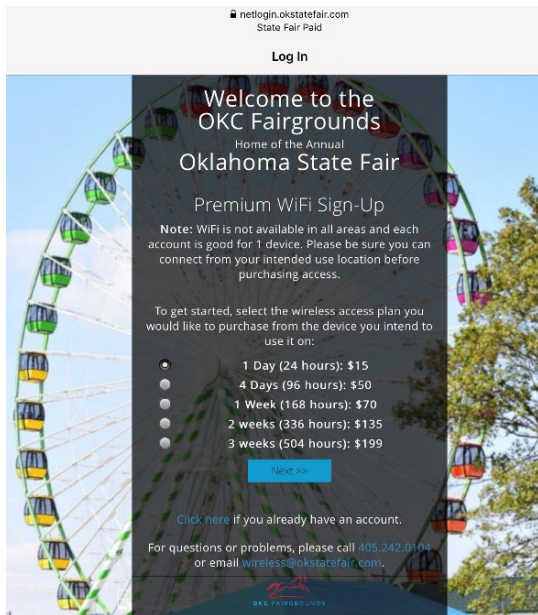 netlogin.okstatefair.com
State Fair Paid
Log In
Welcome to the
OKC Fairgrounds
Home of the Annual
Oklahoma State Fair
Premium WiFi Sign-Up
Note: WiFi is not available in all areas and each
account is good for 1 device. Please be sure you can
connect from your intended use location before
purchasing access.
To get started, select the wireless access plan you
would like to purchase from the device you intend to
use it on:
1 Day (24 hours): $15
4 Days (96 hours): $50
1 Week (168 hours): $70
2 weeks (336 hours): $135
3 weeks (504 hours): $199
Next >>
Click here if you already have an account.
For questions or problems, please call 405.242.0104
or email wireless@okstatefair.com.
OKC FAIRGROUNDS